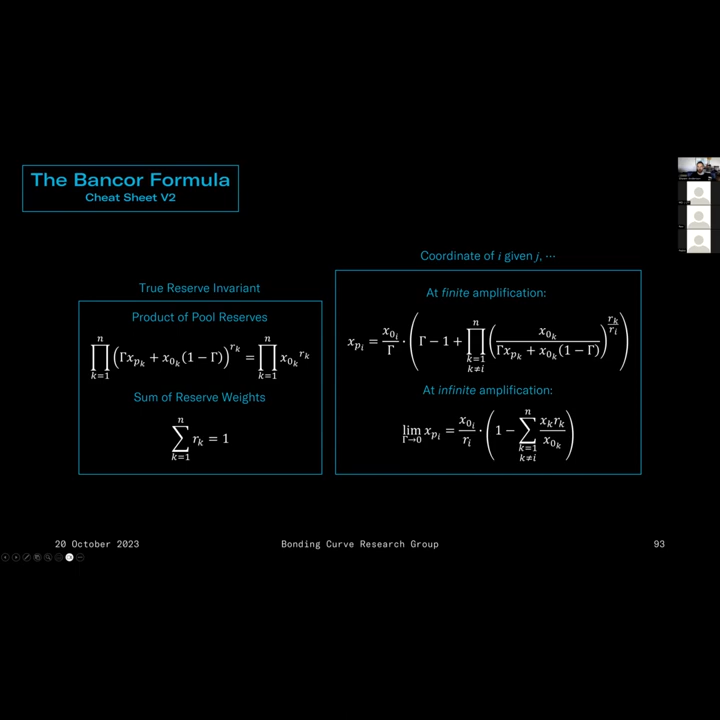 The Bancor Formula
Cheat Sheet V2
Coordinate of i given j, ⋯
True Reserve Invariant
Product of Pool Reserves
∏_{k=1}^{n} (Γx_{p_k} + x_{0_k}(1 − Γ))^{r_k} = ∏_{k=1}^{n} x_{0_k}^{r_k}
Sum of Reserve Weights
∑_{k=1}^{n} r_k = 1
At finite amplification:
x_{p_i} = x_{0_i}/Γ · (Γ − 1 + ∏_{k=1, k≠i}^{n} (x_{0_k}/(Γx_{p_k} + x_{0_k}(1 − Γ)))^{r_k/r_i})
At infinite amplification:
lim_{Γ→0} x_{p_i} = x_{0_i}/r_i · (1 − ∑_{k=1, k≠i}^{n} x_k r_k/x_{0_k})
20 October 2023
Bonding Curve Research Group
93